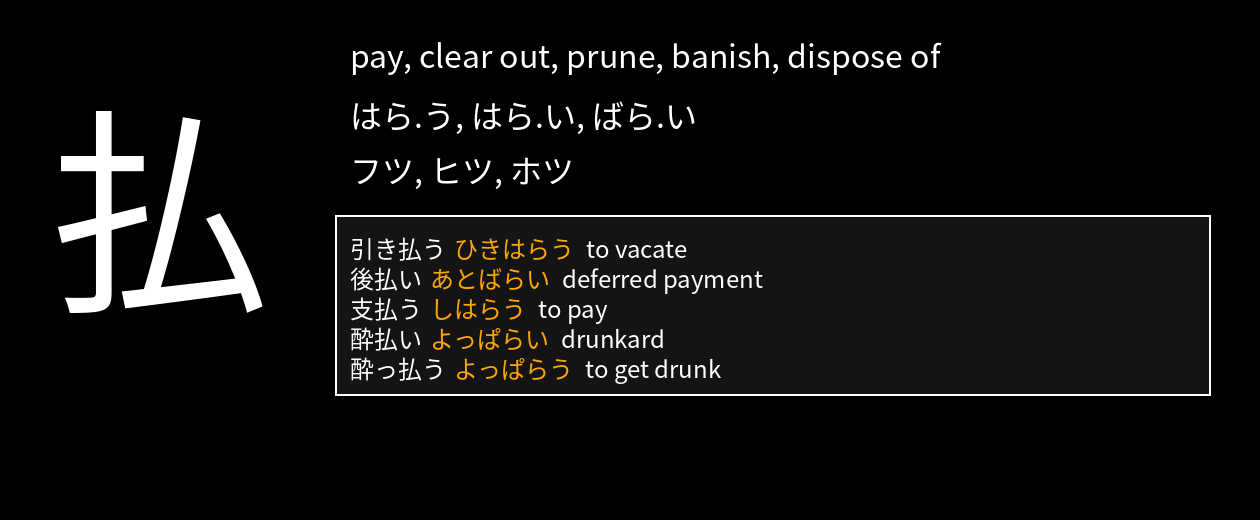 払
pay, clear out, prune, banish, dispose of
はら.う, はら.い, ばら.い
フツ, ヒツ, ホツ
引き払う ひきはらう to vacate
後払い あとばらい deferred payment
支払う しはらう to pay
酔払い よっぱらい drunkard
酔っ払う よっぱらう to get drunk